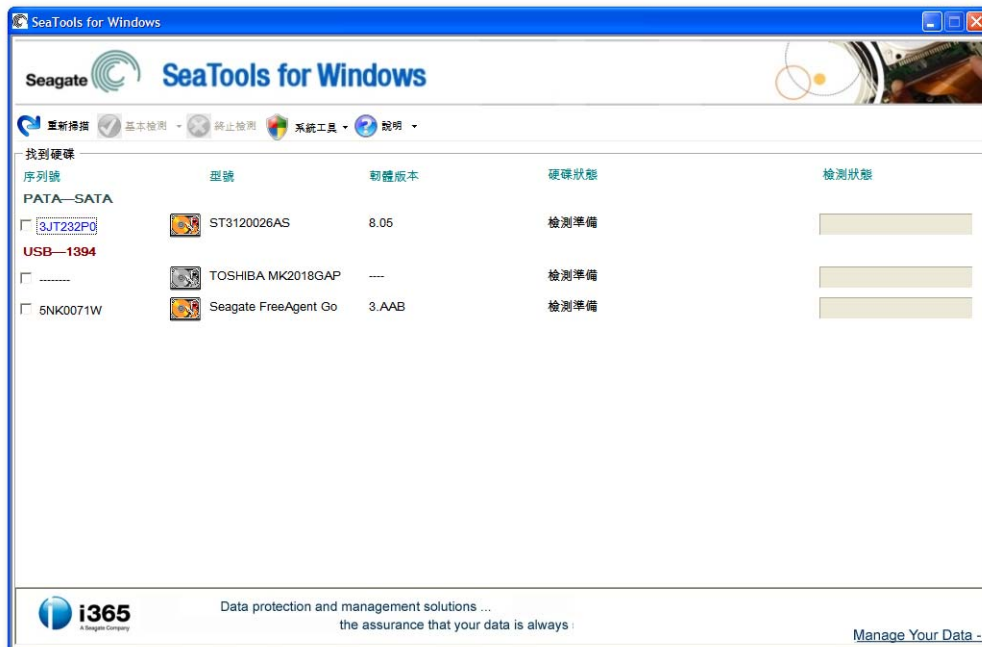 SeaTools for Windows
Seagate SeaTools for Windows
重新掃描 基本檢測 終止檢測 系統工具 說明
找到硬碟
序列號 型號 韌體版本 硬碟狀態 檢測狀態
PATA—SATA
3JT232P0 ST3120026AS 8.05 檢測準備
USB—1394
-------- TOSHIBA MK2018GAP ---- 檢測準備
5NK0071W Seagate FreeAgent Go 3.AAB 檢測準備
i365
A Seagate Company
Data protection and management solutions ...
the assurance that your data is always
Manage Your Data -